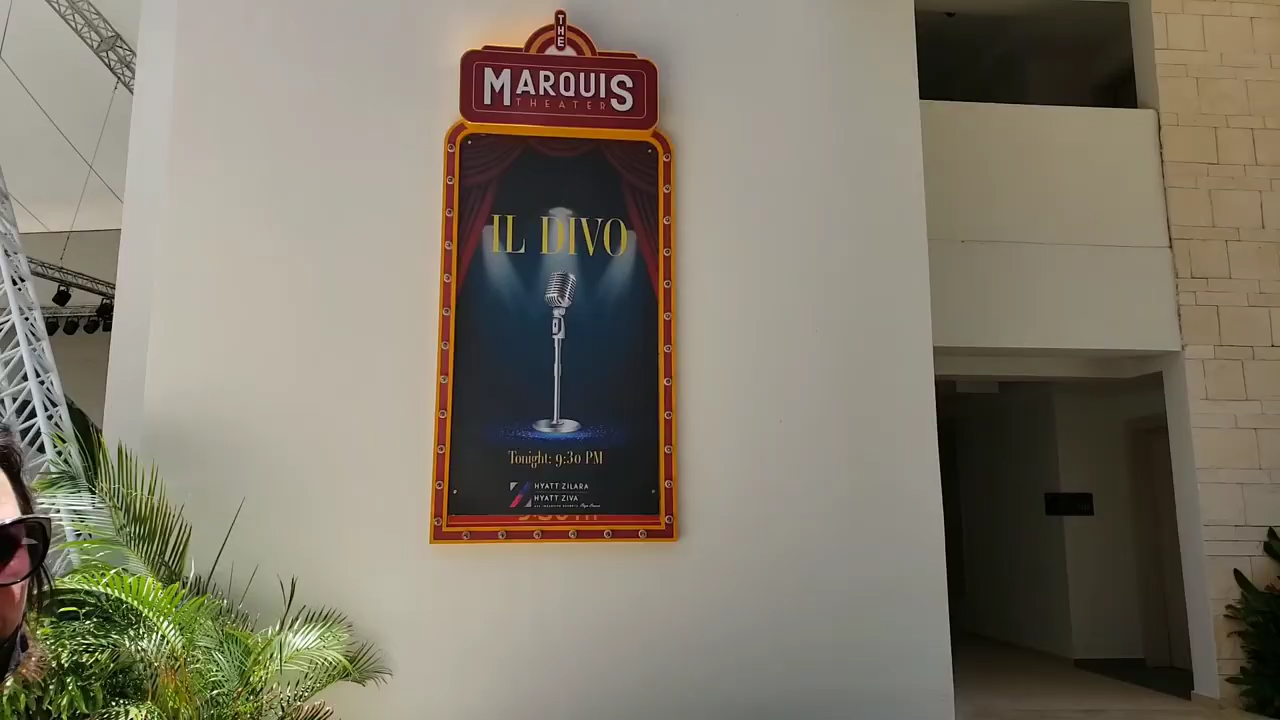 THE
MARQUIS
THEATER
IL DIVO
Tonight: 9:30 PM
HYATT ZILARA
HYATT ZIVA